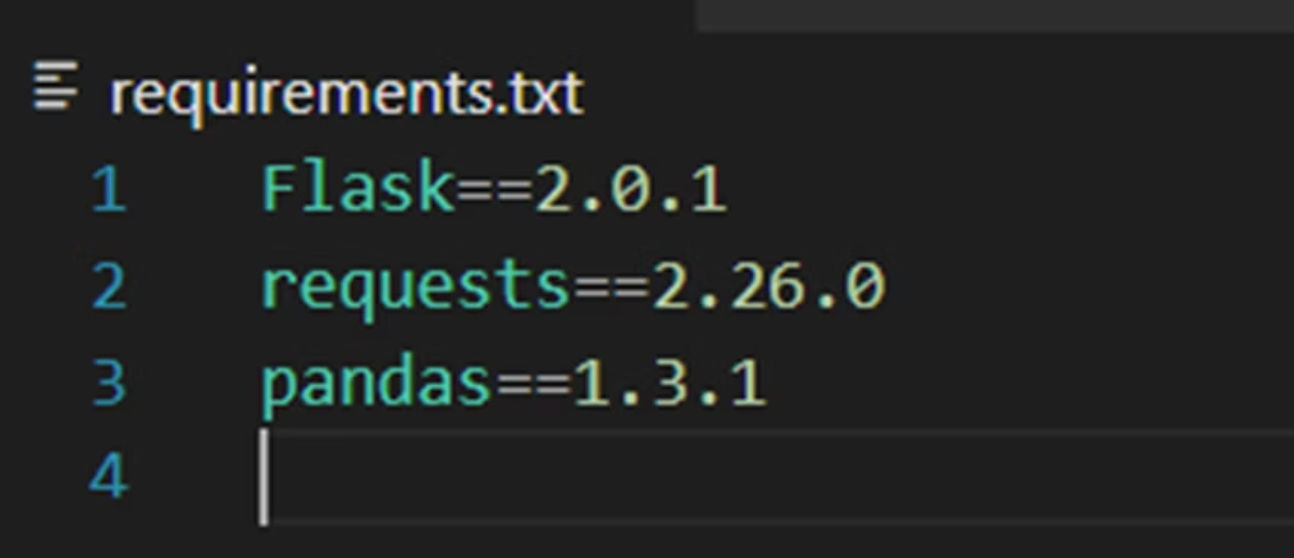 requirements.txt
1 Flask==2.0.1
2 requests==2.26.0
3 pandas==1.3.1
4